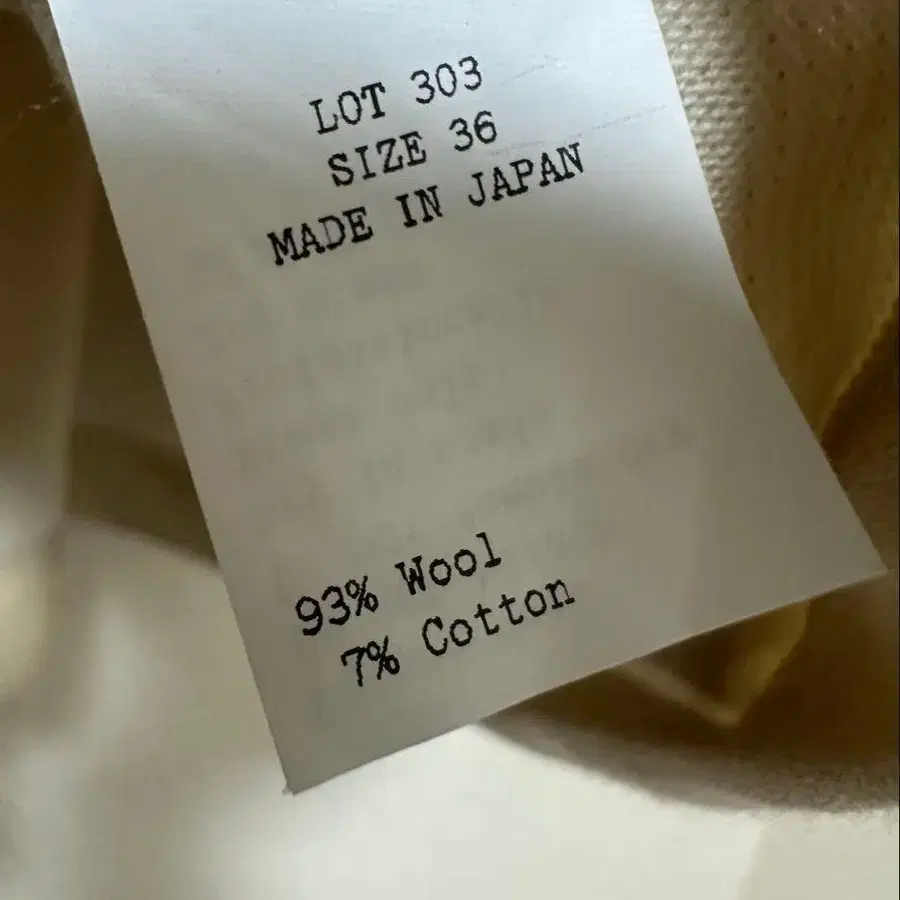 LOT 303
SIZE 36
MADE IN JAPAN
93% Wool
7% Cotton